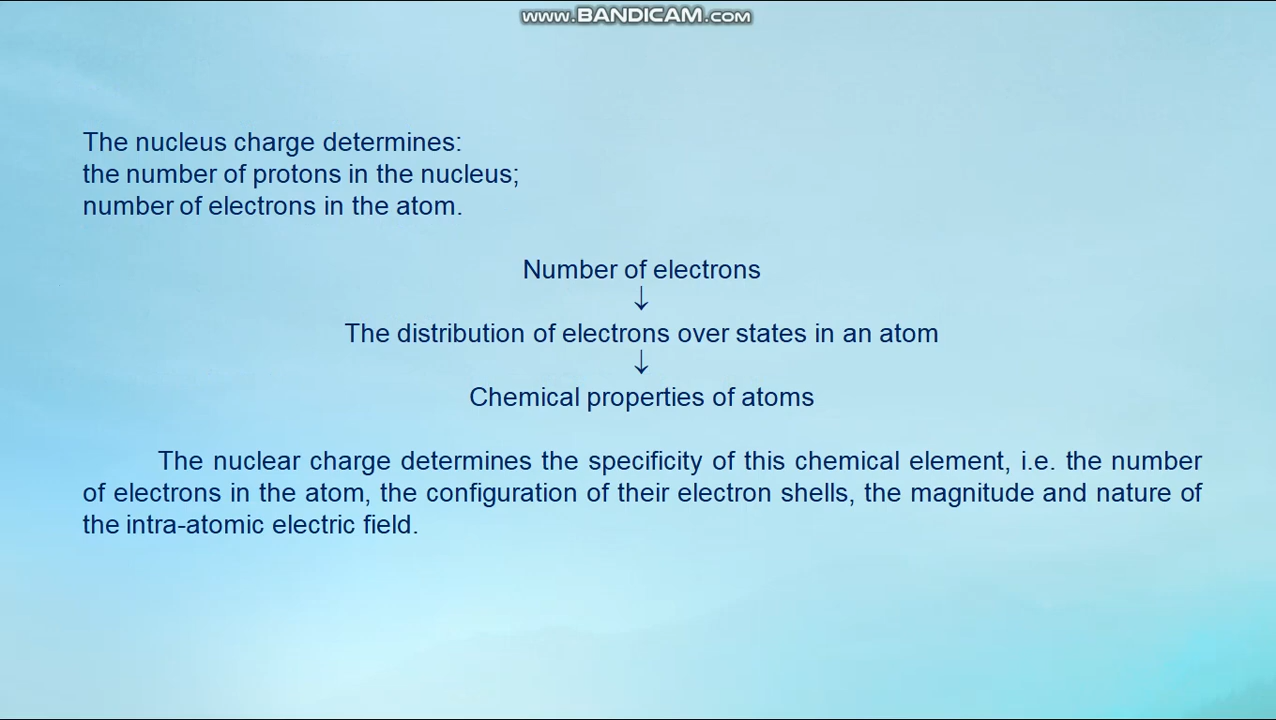 www.BANDICAM.com
The nucleus charge determines:
the number of protons in the nucleus;
number of electrons in the atom.
Number of electrons
↓
The distribution of electrons over states in an atom
↓
Chemical properties of atoms
The nuclear charge determines the specificity of this chemical element, i.e. the number
of electrons in the atom, the configuration of their electron shells, the magnitude and nature of
the intra-atomic electric field.